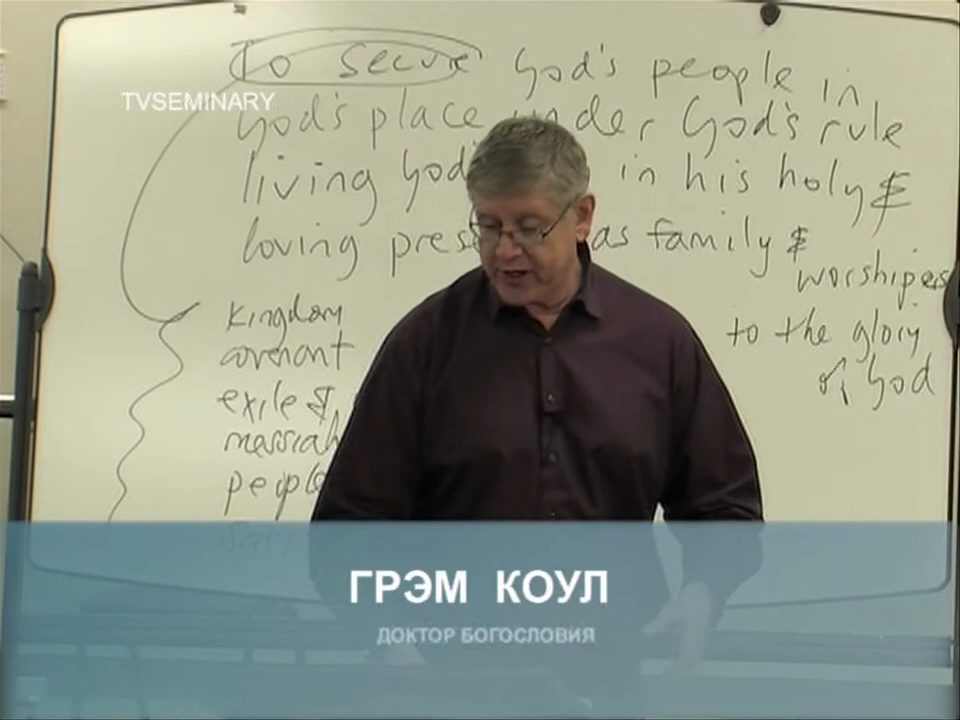 To secure God's people in
TVSEMINARY
God's place under God's rule
living God' in his holy &
loving pres as family &
worshipers
kingdom
to the glory
covenant
of God
exile &
messiah
people
ГРЭМ КОУЛ
ДОКТОР БОГОСЛОВИЯ